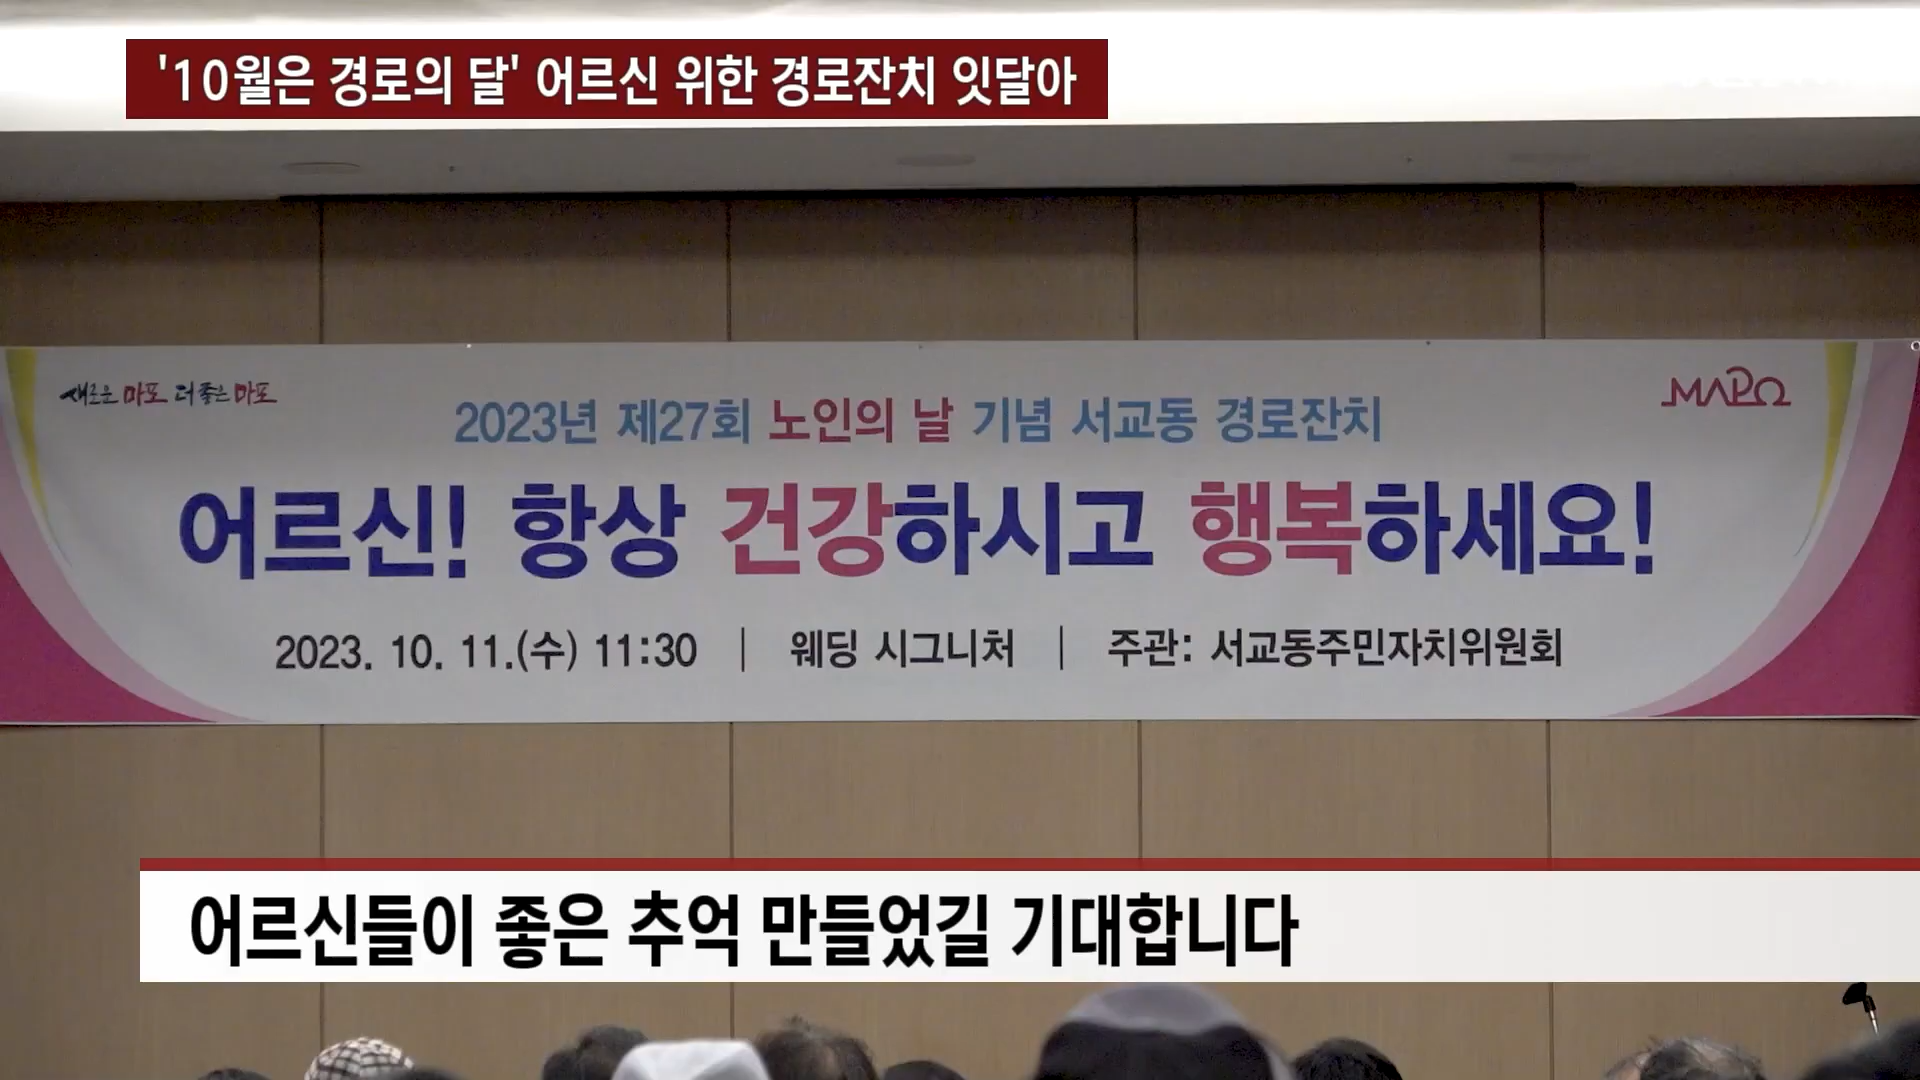 '10월은 경로의 달' 어르신 위한 경로잔치 잇달아
새로운 마포 더 좋은 마포
MAPO
2023년 제27회 노인의 날 기념 서교동 경로잔치
어르신! 항상 건강하시고 행복하세요!
2023. 10. 11.(수) 11:30 | 웨딩 시그니처 | 주관: 서교동주민자치위원회
어르신들이 좋은 추억 만들었길 기대합니다